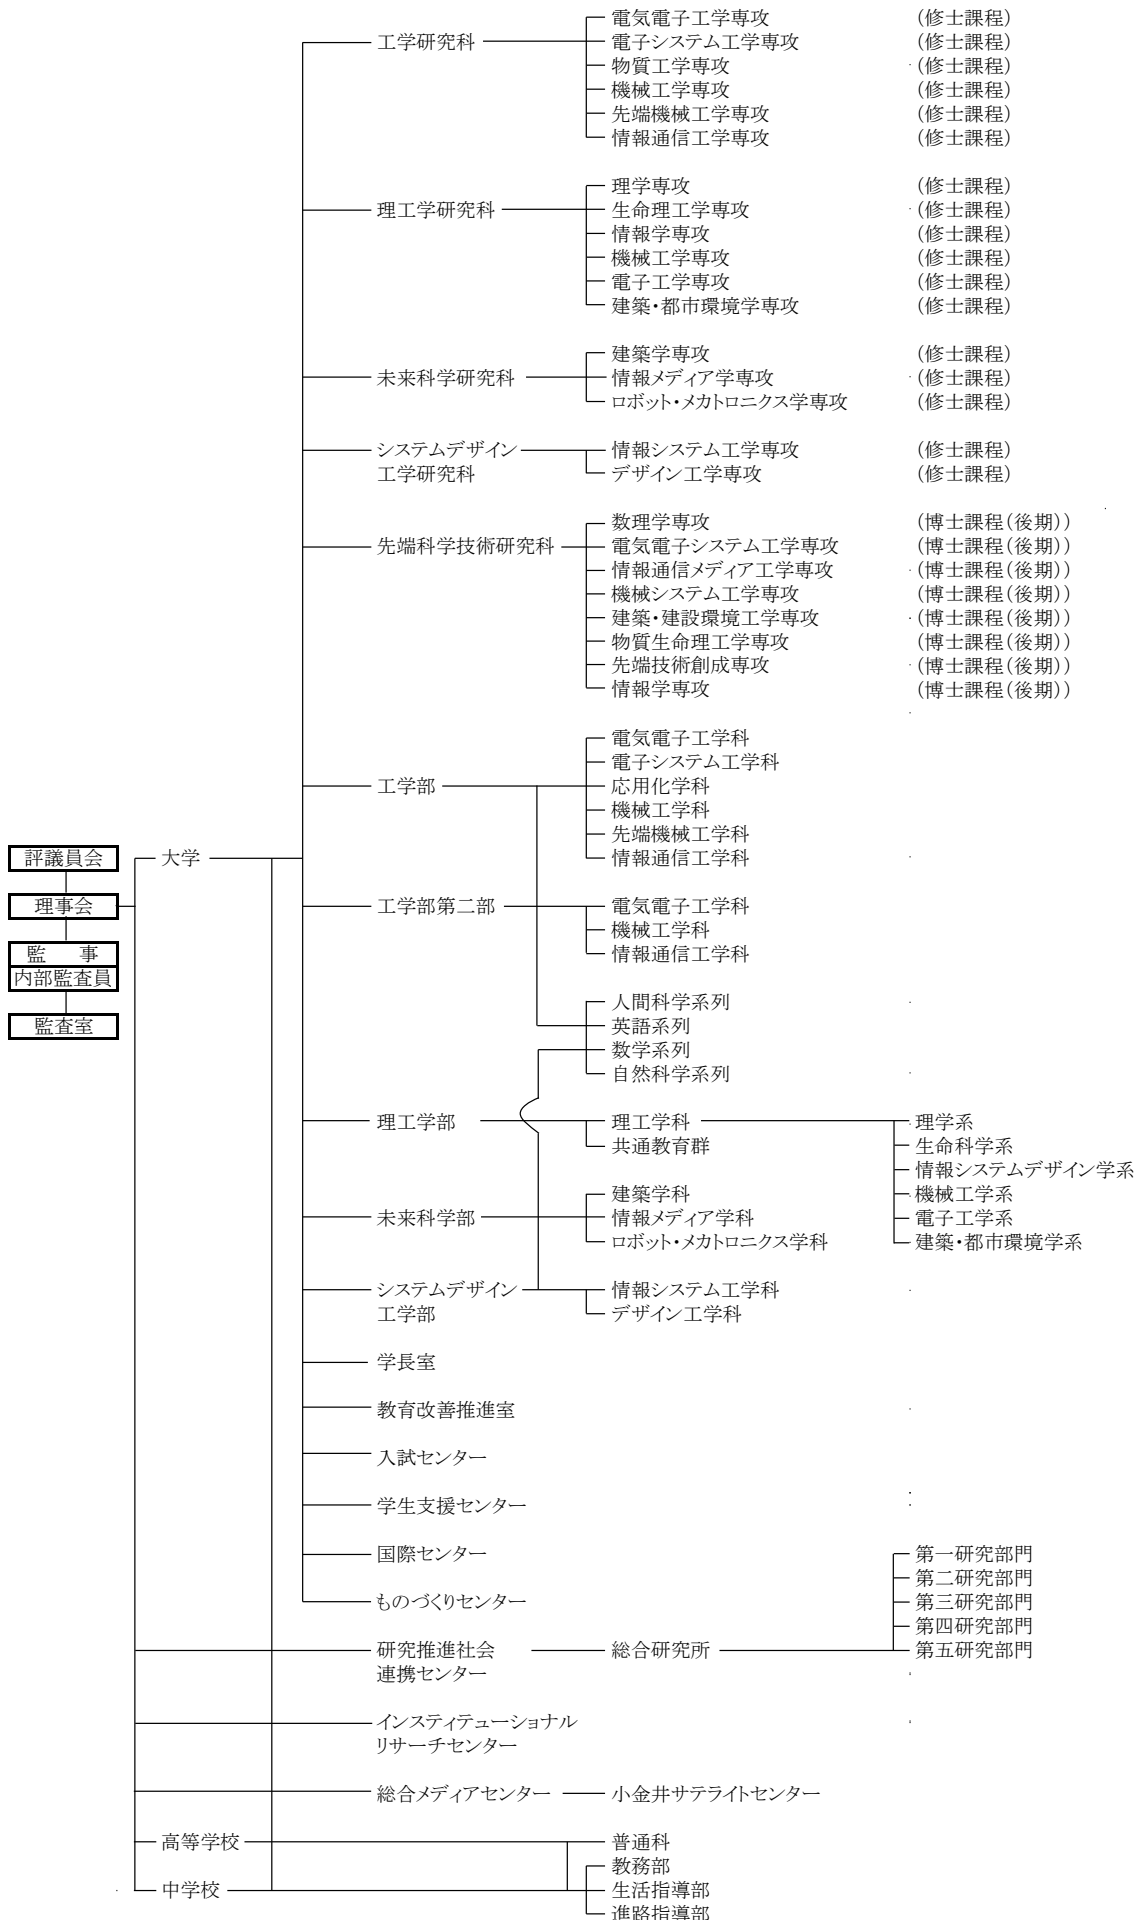 電気電子工学専攻 (修士課程)
工学研究科 電子システム工学専攻 (修士課程)
物質工学専攻 (修士課程)
機械工学専攻 (修士課程)
先端機械工学専攻 (修士課程)
情報通信工学専攻 (修士課程)
理学専攻 (修士課程)
理工学研究科 生命理工学専攻 (修士課程)
情報学専攻 (修士課程)
機械工学専攻 (修士課程)
電子工学専攻 (修士課程)
建築・都市環境学専攻 (修士課程)
建築学専攻 (修士課程)
未来科学研究科 情報メディア学専攻 (修士課程)
ロボット・メカトロニクス学専攻 (修士課程)
システムデザイン 情報システム工学専攻 (修士課程)
工学研究科 デザイン工学専攻 (修士課程)
数理学専攻 (博士課程(後期))
先端科学技術研究科 電気電子システム工学専攻 (博士課程(後期))
情報通信メディア工学専攻 (博士課程(後期))
機械システム工学専攻 (博士課程(後期))
建築・建設環境工学専攻 (博士課程(後期))
物質生命理工学専攻 (博士課程(後期))
先端技術創成専攻 (博士課程(後期))
情報学専攻 (博士課程(後期))
電気電子工学科
電子システム工学科
工学部 応用化学科
機械工学科
先端機械工学科
評議員会 大学 情報通信工学科
理事会 工学部第二部 電気電子工学科
機械工学科
監 事 情報通信工学科
内部監査員
人間科学系列
監査室 英語系列
数学系列
自然科学系列
理工学部 理工学科 理学系
共通教育群 生命科学系
情報システムデザイン学系
建築学科 機械工学系
未来科学部 情報メディア学科 電子工学系
ロボット・メカトロニクス学科 建築・都市環境学系
システムデザイン 情報システム工学科
工学部 デザイン工学科
学長室
教育改善推進室
入試センター
学生支援センター
国際センター 第一研究部門
第二研究部門
ものづくりセンター 第三研究部門
第四研究部門
研究推進社会 総合研究所 第五研究部門
連携センター
インスティテューショナル
リサーチセンター
総合メディアセンター 小金井サテライトセンター
高等学校 普通科
教務部
中学校 生活指導部
進路指導部